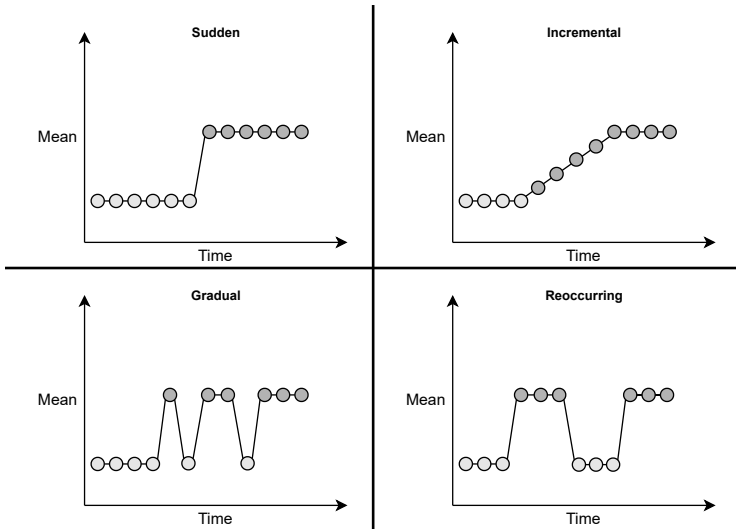 Sudden
Mean
Time
Incremental
Mean
Time
Gradual
Mean
Time
Reoccurring
Mean
Time